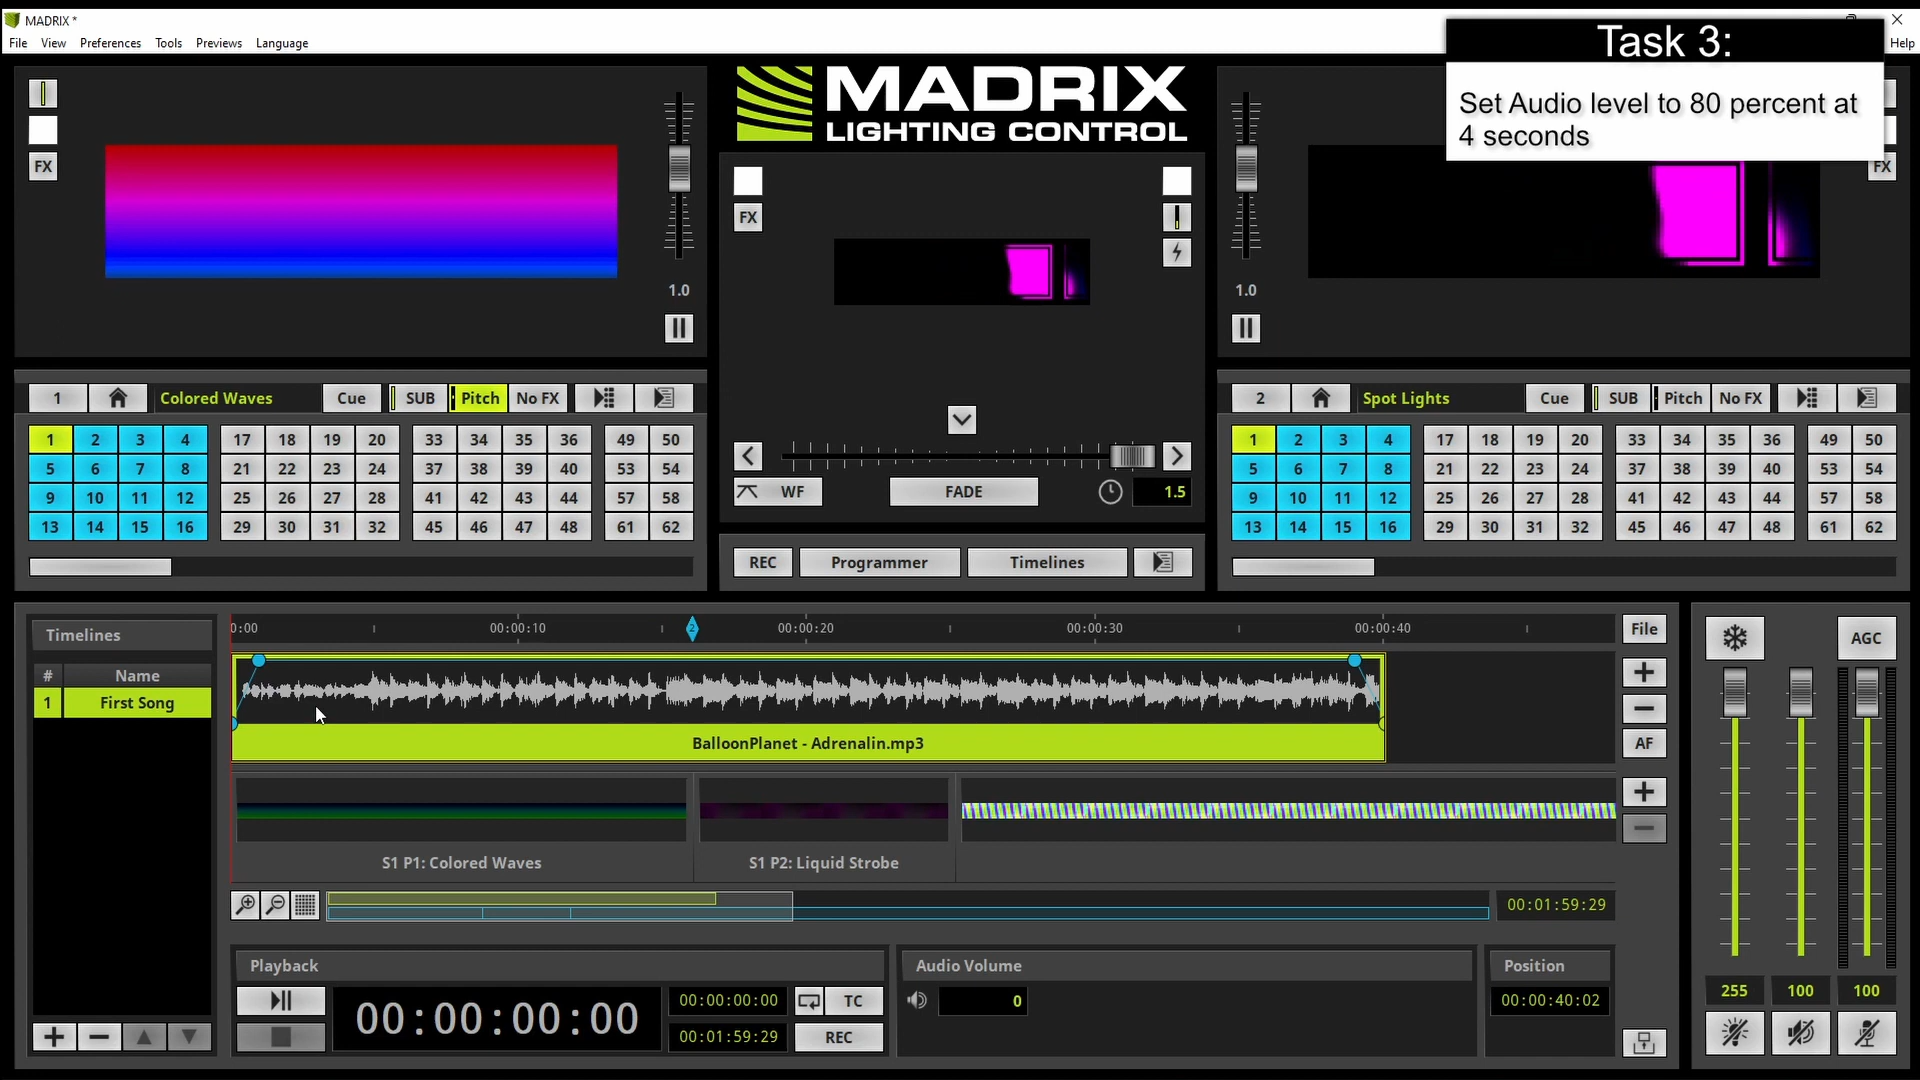 MADRIX *
File View Preferences Tools Previews Language Help
Task 3:
Set Audio level to 80 percent at
4 seconds
MADRIX
LIGHTING CONTROL
FX
FX
FX
1.0
1.0
1 Colored Waves Cue SUB Pitch No FX
1 2 3 4 17 18 19 20 33 34 35 36 49 50
5 6 7 8 21 22 23 24 37 38 39 40 53 54
9 10 11 12 25 26 27 28 41 42 43 44 57 58
13 14 15 16 29 30 31 32 45 46 47 48 61 62
WF FADE 1.5
REC Programmer Timelines
2 Spot Lights Cue SUB Pitch No FX
1 2 3 4 17 18 19 20 33 34 35 36 49 50
5 6 7 8 21 22 23 24 37 38 39 40 53 54
9 10 11 12 25 26 27 28 41 42 43 44 57 58
13 14 15 16 29 30 31 32 45 46 47 48 61 62
Timelines
# Name
1 First Song
0:00 00:00:10 2 00:00:20 00:00:30 00:00:40
File
BalloonPlanet - Adrenalin.mp3
AF
S1 P1: Colored Waves S1 P2: Liquid Strobe
00:01:59:29
Playback
00:00:00:00
00:00:00:00
TC
00:01:59:29
REC
Audio Volume
0
Position
00:00:40:02
AGC
255 100 100